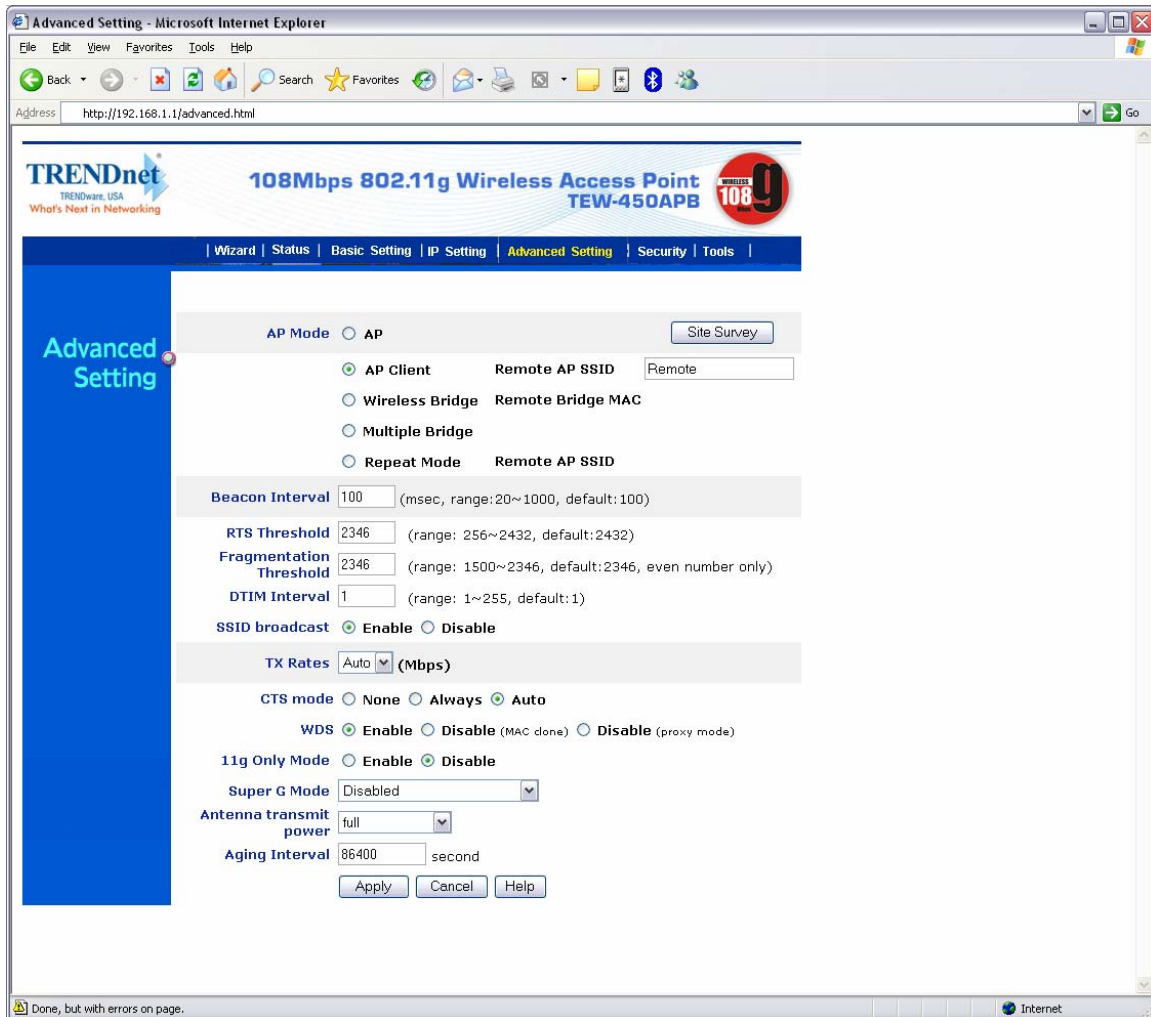 Advanced Setting - Microsoft Internet Explorer
File Edit View Favorites Tools Help
Back Search Favorites
Address http://192.168.1.1/advanced.html Go
TRENDnet
TRENDware, USA
What's Next in Networking
108Mbps 802.11g Wireless Access Point
TEW-450APB
WIRELESS
108
Mbps
g
| Wizard | Status | Basic Setting | IP Setting | Advanced Setting | Security | Tools |
Advanced
Setting
AP Mode AP Site Survey
AP Client Remote AP SSID Remote
Wireless Bridge Remote Bridge MAC
Multiple Bridge
Repeat Mode Remote AP SSID
Beacon Interval 100 (msec, range:20~1000, default:100)
RTS Threshold 2346 (range: 256~2432, default:2432)
Fragmentation
Threshold 2346 (range: 1500~2346, default:2346, even number only)
DTIM Interval 1 (range: 1~255, default:1)
SSID broadcast Enable Disable
TX Rates Auto (Mbps)
CTS mode None Always Auto
WDS Enable Disable (MAC clone) Disable (proxy mode)
11g Only Mode Enable Disable
Super G Mode Disabled
Antenna transmit
power full
Aging Interval 86400 second
Apply Cancel Help
Done, but with errors on page. Internet